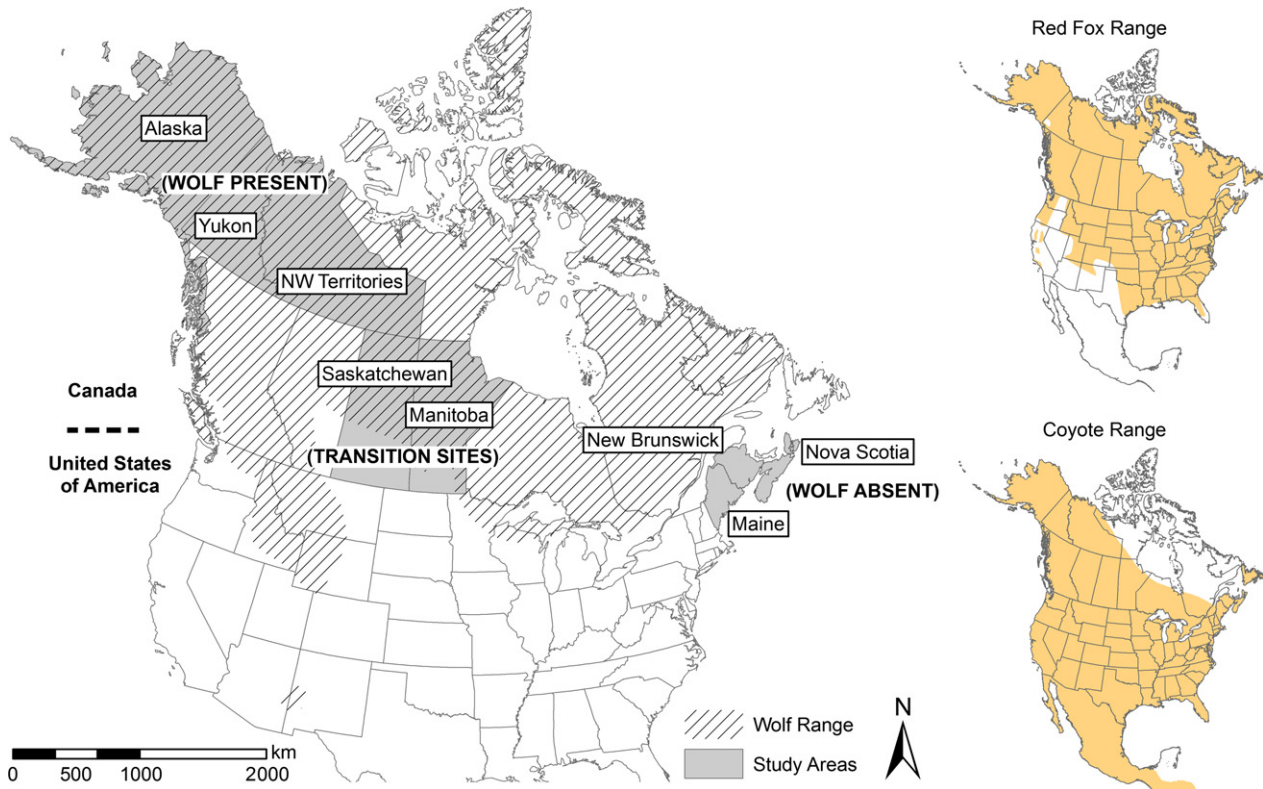 Alaska
(WOLF PRESENT)
Yukon
NW Territories
Saskatchewan
Manitoba
(TRANSITION SITES)
New Brunswick
Nova Scotia
(WOLF ABSENT)
Maine
Canada
United States
of America
Wolf Range
Study Areas
N
km
0 500 1000 2000
Red Fox Range
Coyote Range